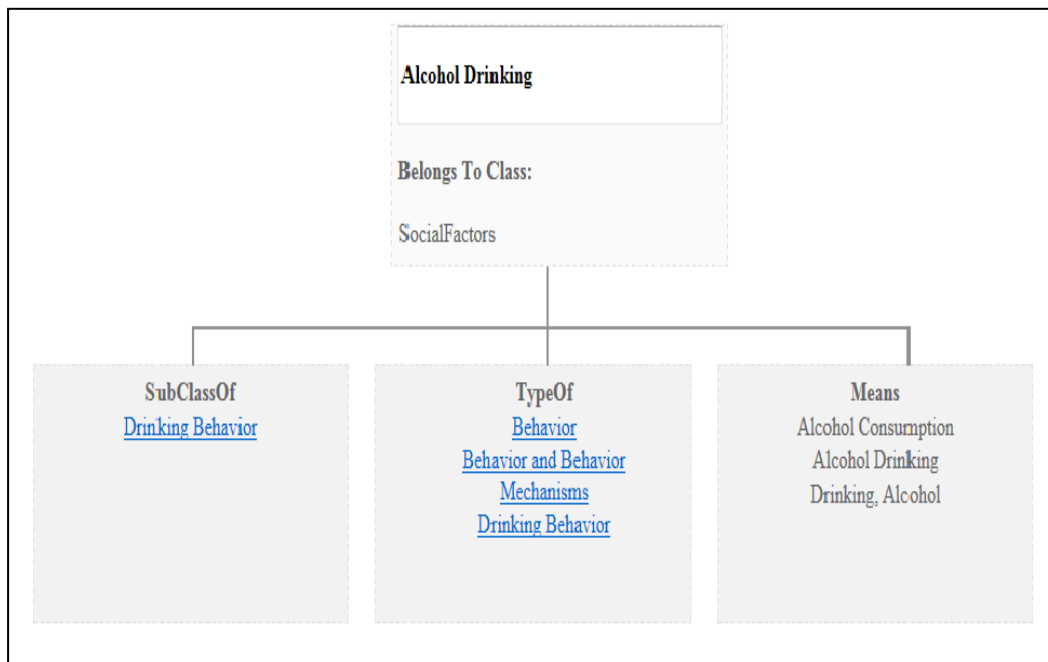 Alcohol Drinking
Belongs To Class:
SocialFactors
SubClassOf
Drinking Behavior
TypeOf
Behavior
Behavior and Behavior
Mechanisms
Drinking Behavior
Means
Alcohol Consumption
Alcohol Drinking
Drinking, Alcohol